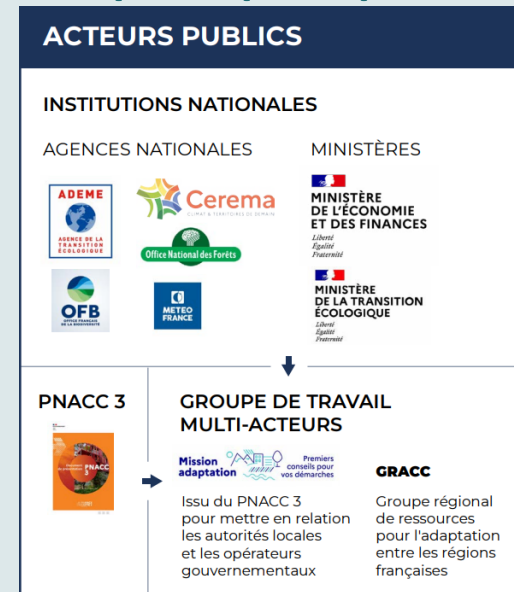 ACTEURS PUBLICS
INSTITUTIONS NATIONALES
AGENCES NATIONALES
ADEME
AGENCE DE LA
TRANSITION
ÉCOLOGIQUE
Cerema
CLIMAT & TERRITOIRES DE DEMAIN
Office National des Forêts
OFB
OFFICE FRANÇAIS
DE LA BIODIVERSITÉ
METEO
FRANCE
MINISTÈRES
MINISTÈRE
DE L'ÉCONOMIE
ET DES FINANCES
Liberté
Égalité
Fraternité
MINISTÈRE
DE LA TRANSITION
ÉCOLOGIQUE
Liberté
Égalité
Fraternité
PNACC 3
PNACC
3
GROUPE DE TRAVAIL
MULTI-ACTEURS
Mission
adaptation
Premiers
conseils pour
vos démarches
Issu du PNACC 3
pour mettre en relation
les autorités locales
et les opérateurs
gouvernementaux
GRACC
Groupe régional
de ressources
pour l'adaptation
entre les régions
françaises